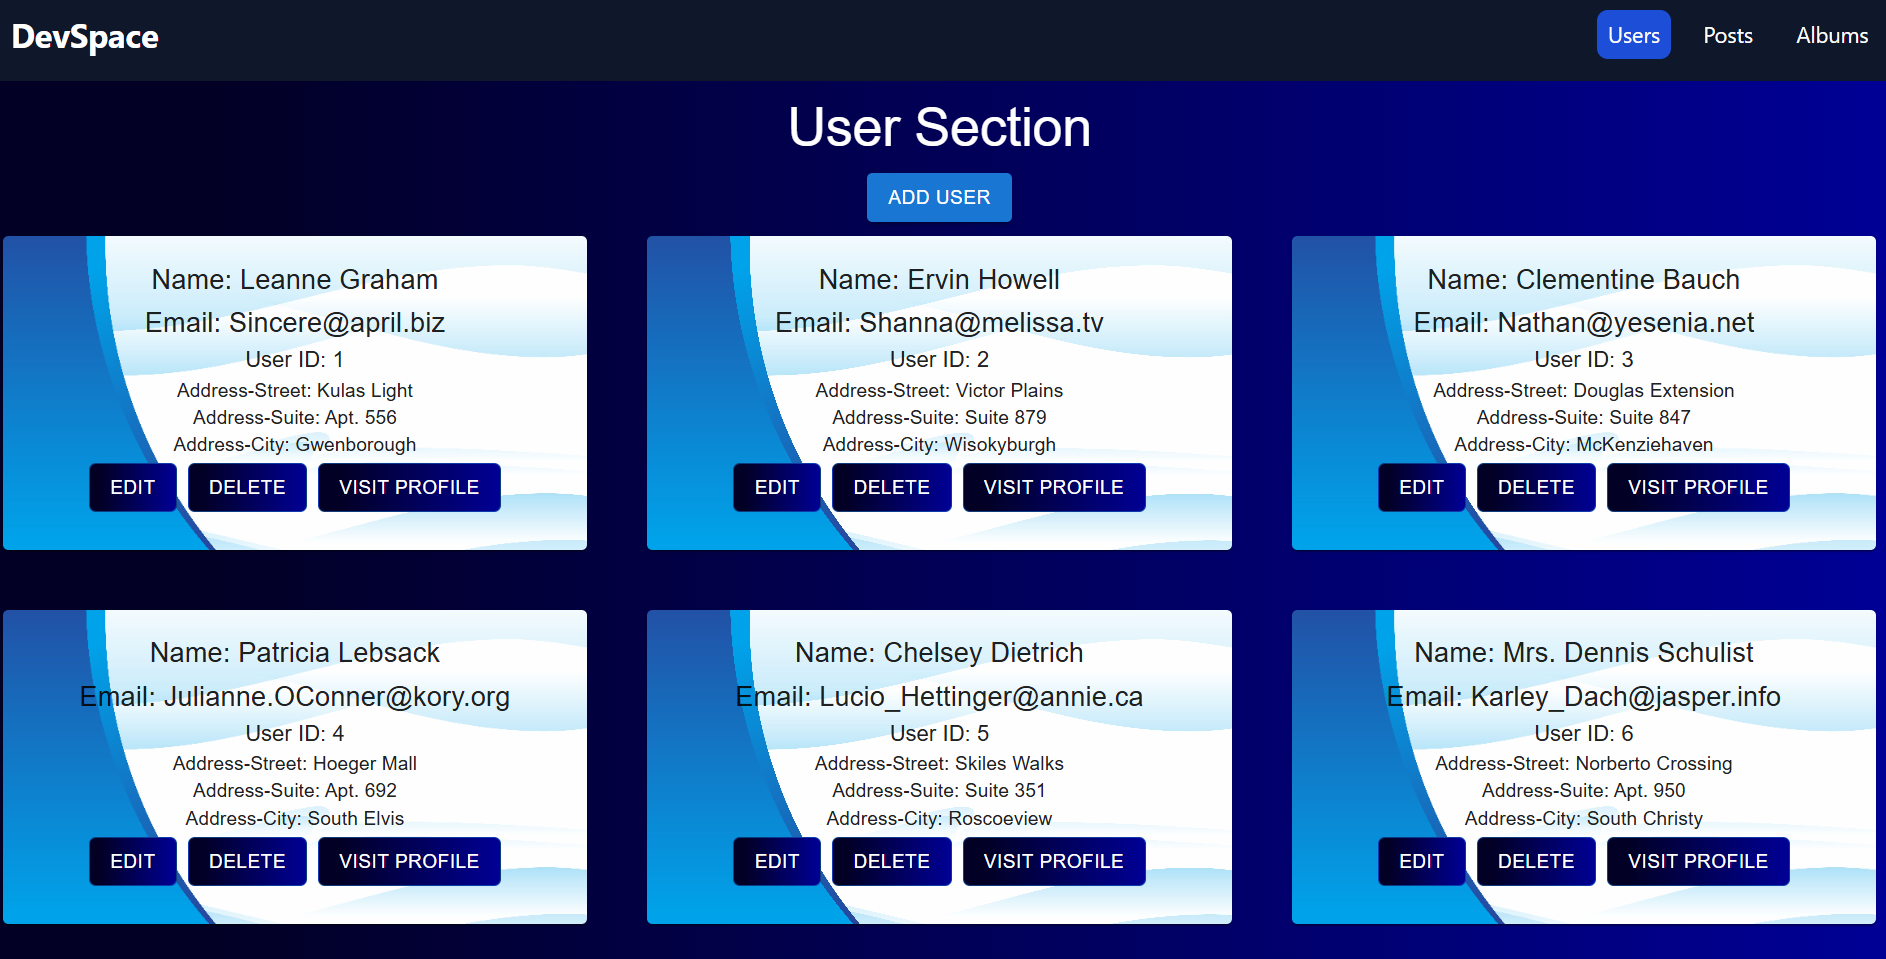 DevSpace
Users Posts Albums
User Section
ADD USER
Name: Leanne Graham
Email: Sincere@april.biz
User ID: 1
Address-Street: Kulas Light
Address-Suite: Apt. 556
Address-City: Gwenborough
EDIT DELETE VISIT PROFILE
Name: Ervin Howell
Email: Shanna@melissa.tv
User ID: 2
Address-Street: Victor Plains
Address-Suite: Suite 879
Address-City: Wisokyburgh
EDIT DELETE VISIT PROFILE
Name: Clementine Bauch
Email: Nathan@yesenia.net
User ID: 3
Address-Street: Douglas Extension
Address-Suite: Suite 847
Address-City: McKenziehaven
EDIT DELETE VISIT PROFILE
Name: Patricia Lebsack
Email: Julianne.OConner@kory.org
User ID: 4
Address-Street: Hoeger Mall
Address-Suite: Apt. 692
Address-City: South Elvis
EDIT DELETE VISIT PROFILE
Name: Chelsey Dietrich
Email: Lucio_Hettinger@annie.ca
User ID: 5
Address-Street: Skiles Walks
Address-Suite: Suite 351
Address-City: Roscoeview
EDIT DELETE VISIT PROFILE
Name: Mrs. Dennis Schulist
Email: Karley_Dach@jasper.info
User ID: 6
Address-Street: Norberto Crossing
Address-Suite: Apt. 950
Address-City: South Christy
EDIT DELETE VISIT PROFILE